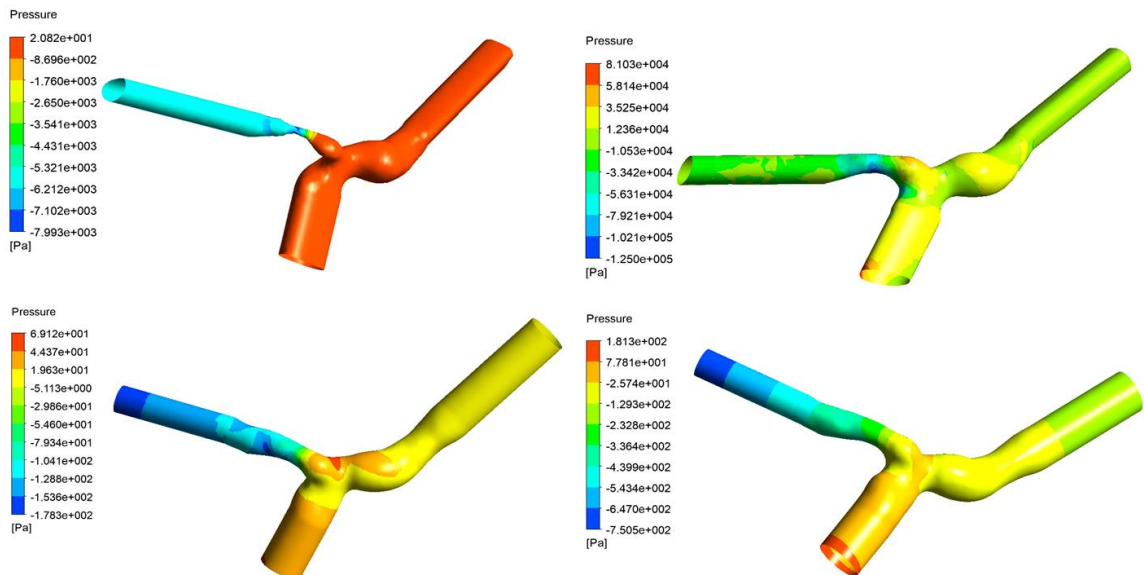 Pressure
2.082e+001
-8.696e+002
-1.760e+003
-2.650e+003
-3.541e+003
-4.431e+003
-5.321e+003
-6.212e+003
-7.102e+003
-7.993e+003
[Pa]
Pressure
8.103e+004
5.814e+004
3.525e+004
1.236e+004
-1.053e+004
-3.342e+004
-5.631e+004
-7.921e+004
-1.021e+005
-1.250e+005
[Pa]
Pressure
6.912e+001
4.437e+001
1.963e+001
-5.113e+000
-2.986e+001
-5.460e+001
-7.934e+001
-1.041e+002
-1.288e+002
-1.536e+002
-1.783e+002
[Pa]
Pressure
1.813e+002
7.781e+001
-2.574e+001
-1.293e+002
-2.328e+002
-3.364e+002
-4.399e+002
-5.434e+002
-6.470e+002
-7.505e+002
[Pa]